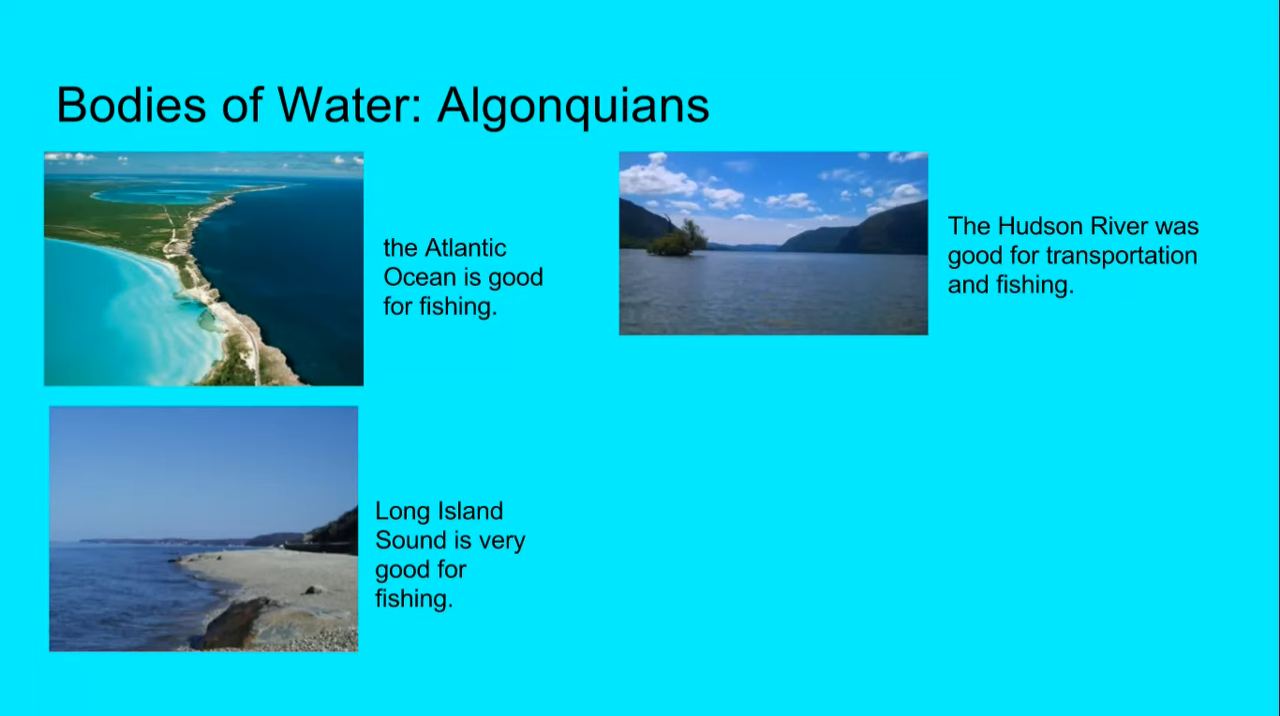 Bodies of Water: Algonquians
the Atlantic
Ocean is good
for fishing.
The Hudson River was
good for transportation
and fishing.
Long Island
Sound is very
good for
fishing.